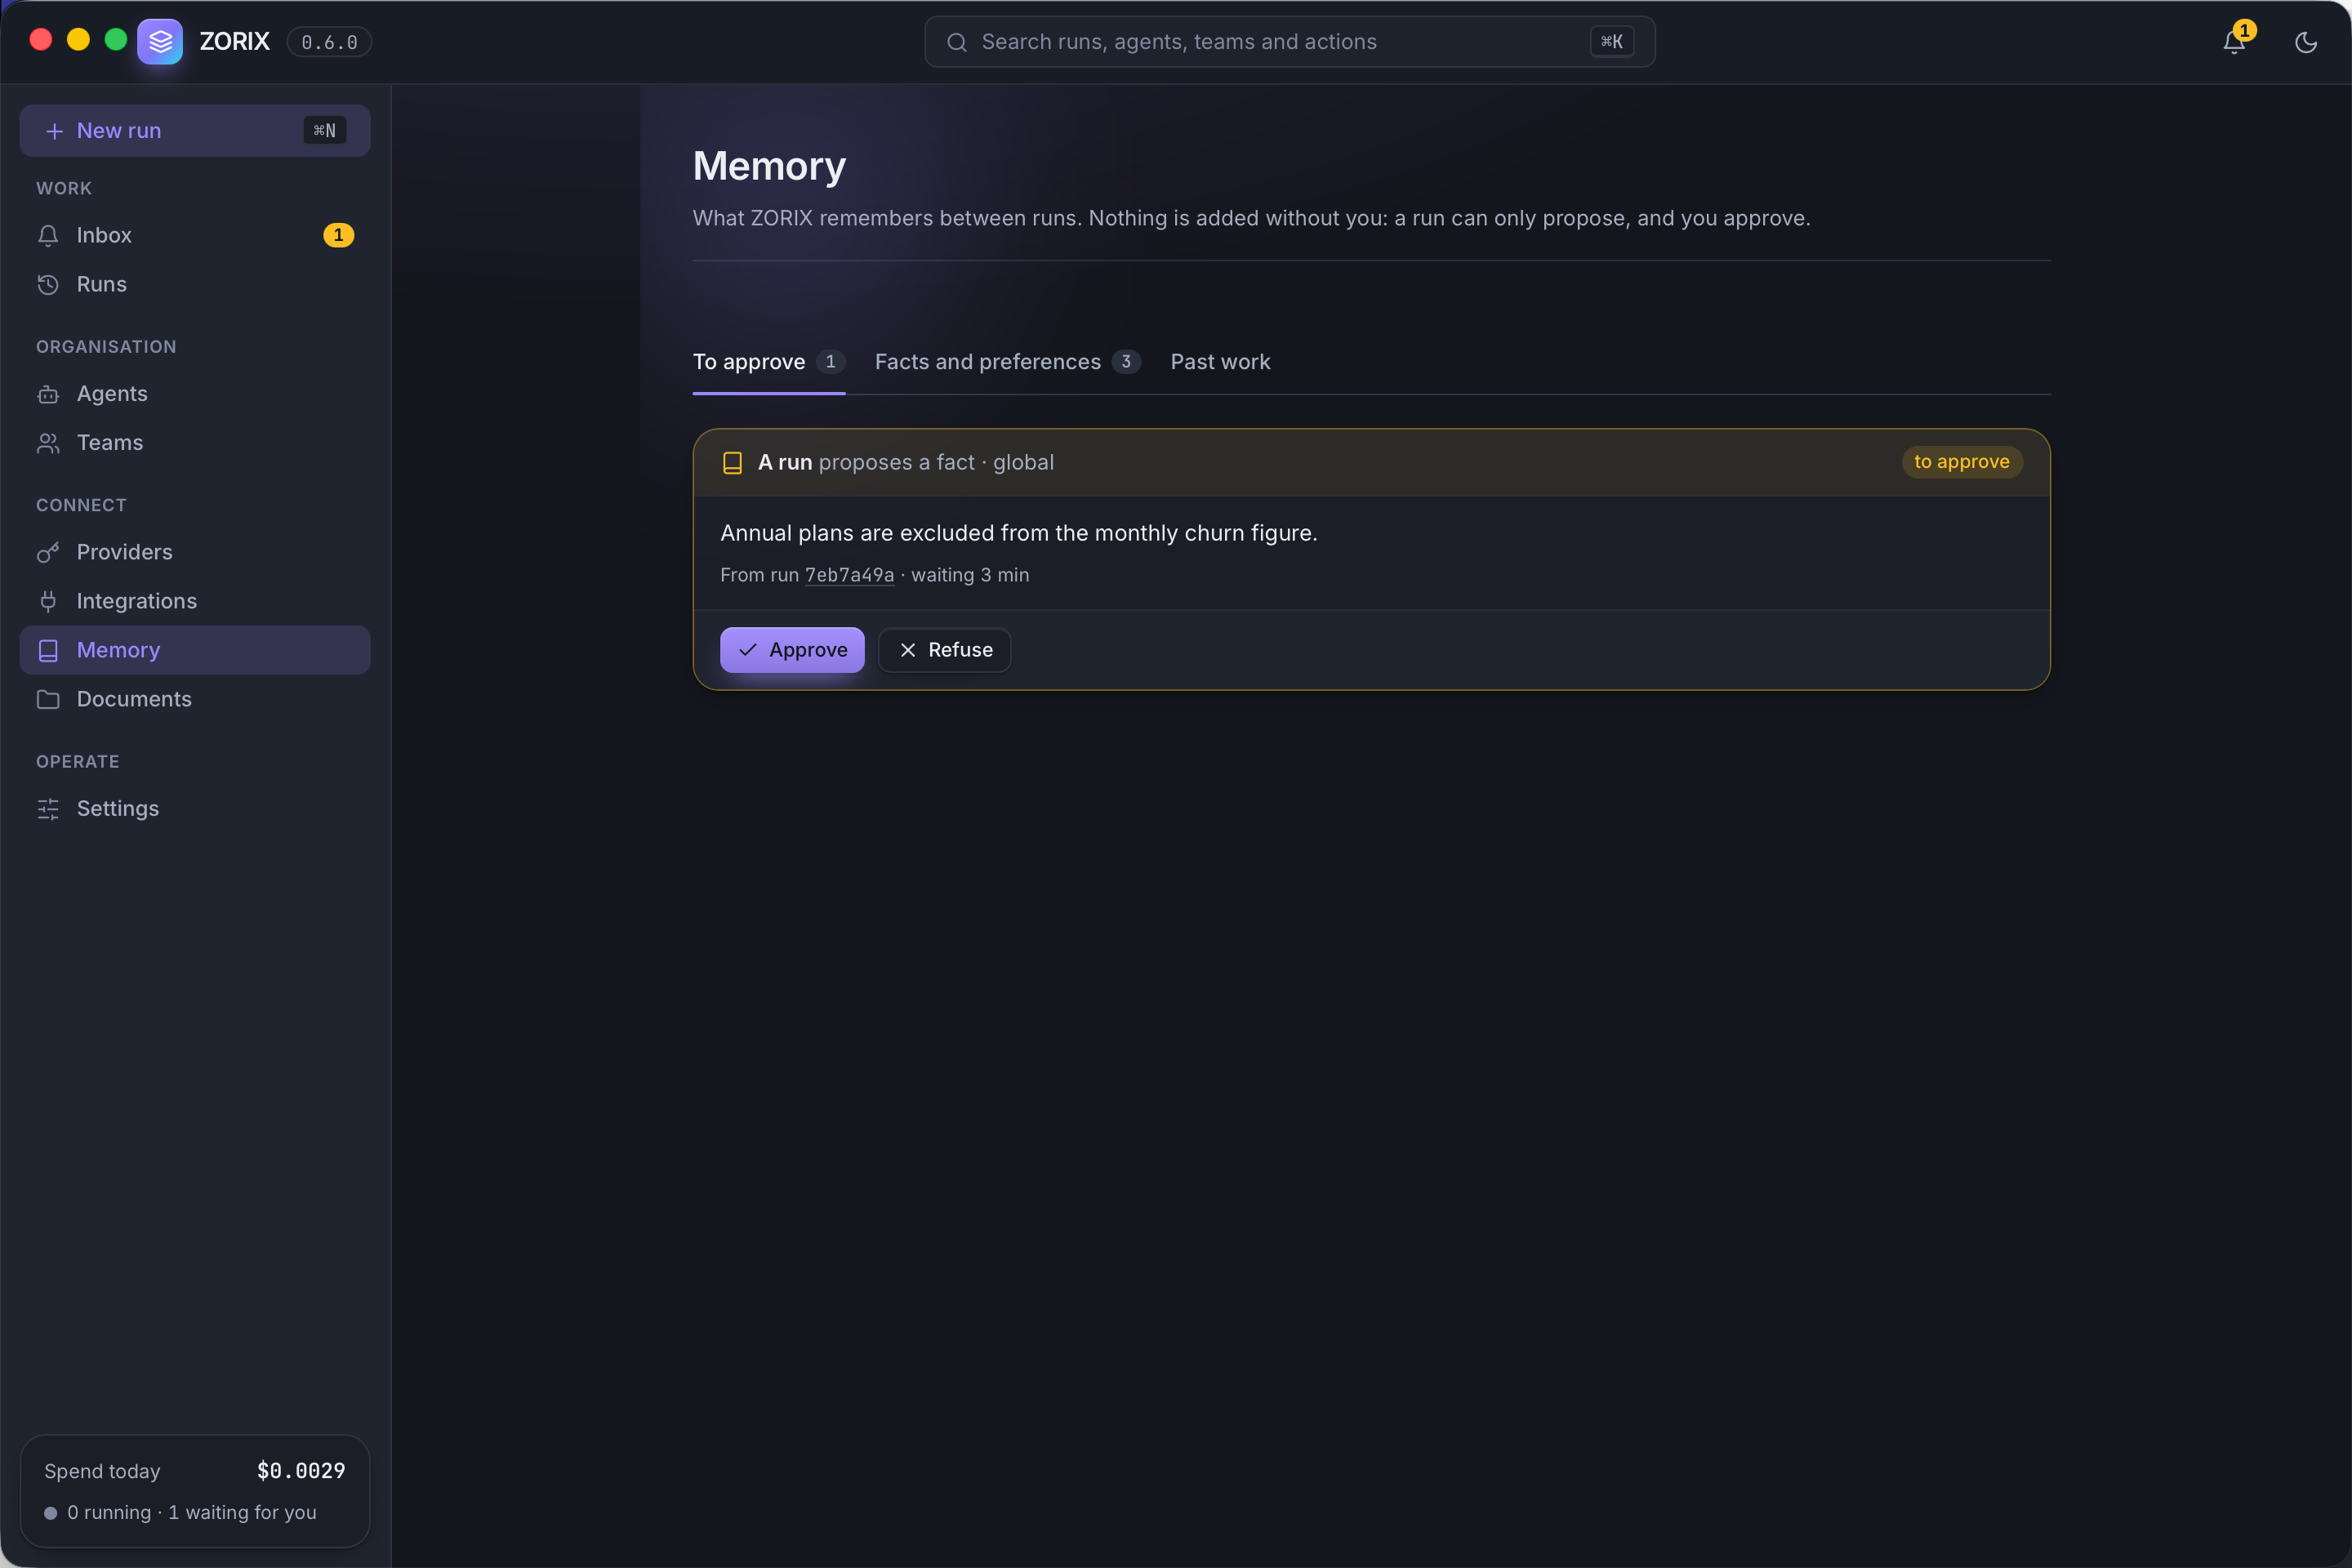 ZORIX 0.6.0
Search runs, agents, teams and actions ⌘K
1
New run ⌘N
WORK
Inbox 1
Runs
ORGANISATION
Agents
Teams
CONNECT
Providers
Integrations
Memory
Documents
OPERATE
Settings
Spend today $0.0029
0 running · 1 waiting for you
Memory
What ZORIX remembers between runs. Nothing is added without you: a run can only propose, and you approve.
To approve 1 Facts and preferences 3 Past work
A run proposes a fact · global to approve
Annual plans are excluded from the monthly churn figure.
From run 7eb7a49a · waiting 3 min
Approve Refuse